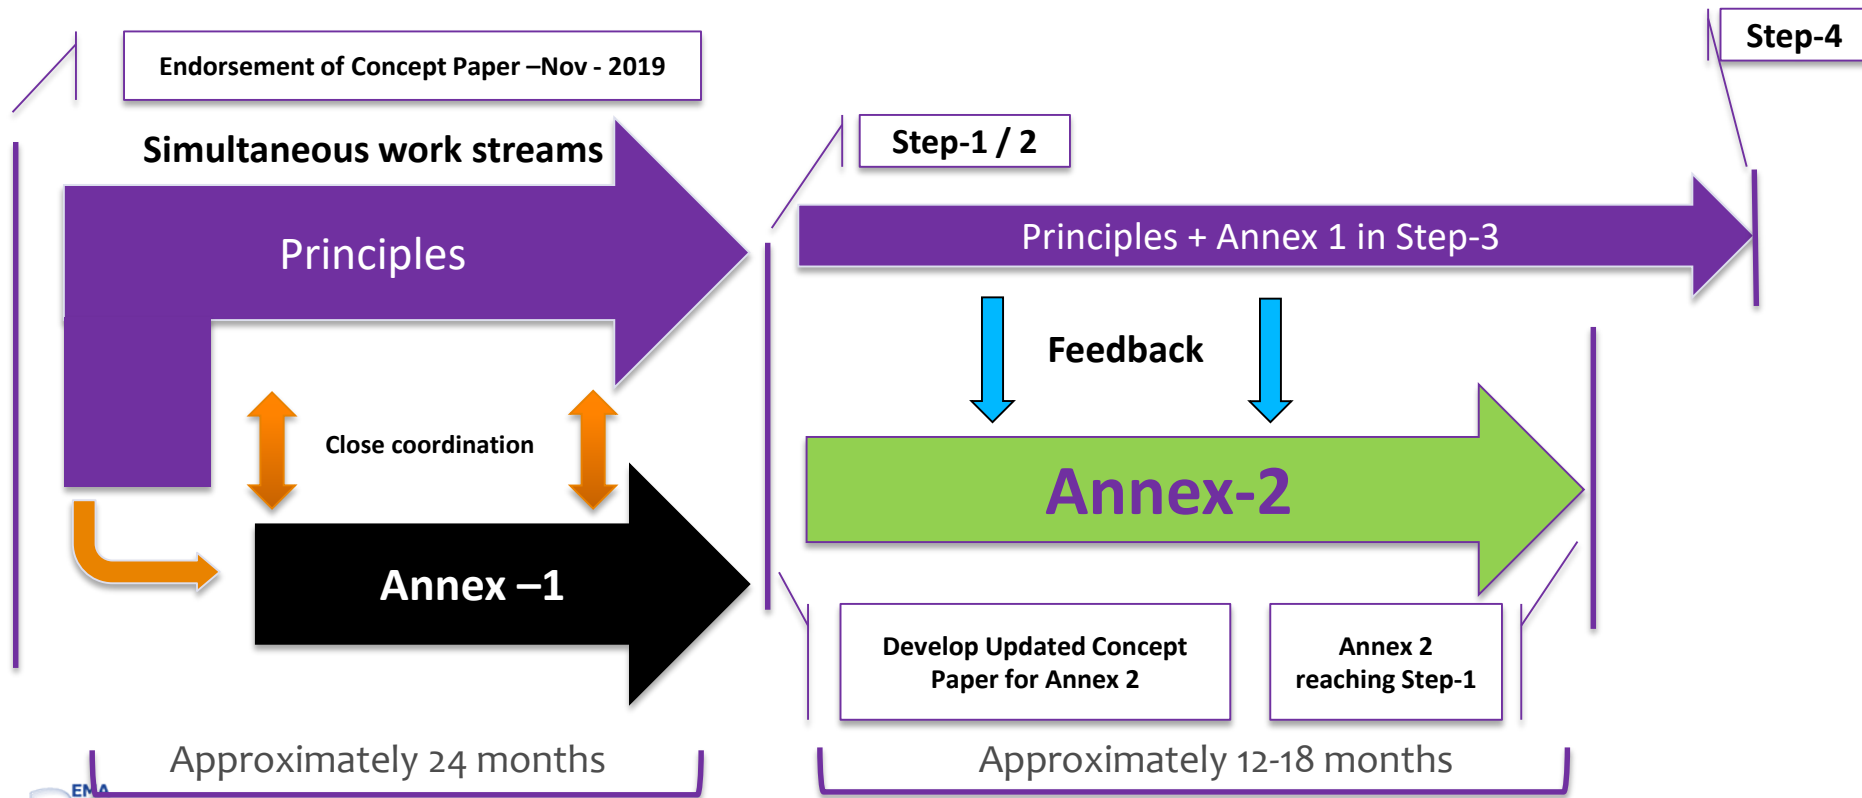 Endorsement of Concept Paper –Nov - 2019
Step-4
Simultaneous work streams
Step-1 / 2
Principles
Principles + Annex 1 in Step-3
Feedback
Close coordination
Annex-2
Annex –1
Develop Updated Concept
Paper for Annex 2
Annex 2
reaching Step-1
Approximately 24 months
Approximately 12-18 months
EMA